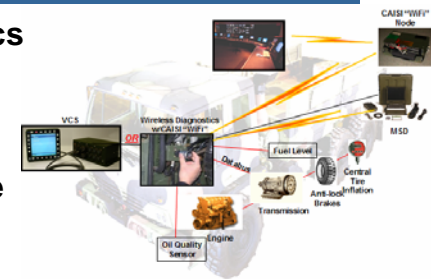 cs
CAISI "WiFi"
Node
VCS
OR
Wireless Diagnostics
w/CAISI "WiFi"
MSD
Fuel Level
Databus
Central
Tire
Inflation
Anti-lock
Brakes
Transmission
e
Engine
Oil Quality
Sensor